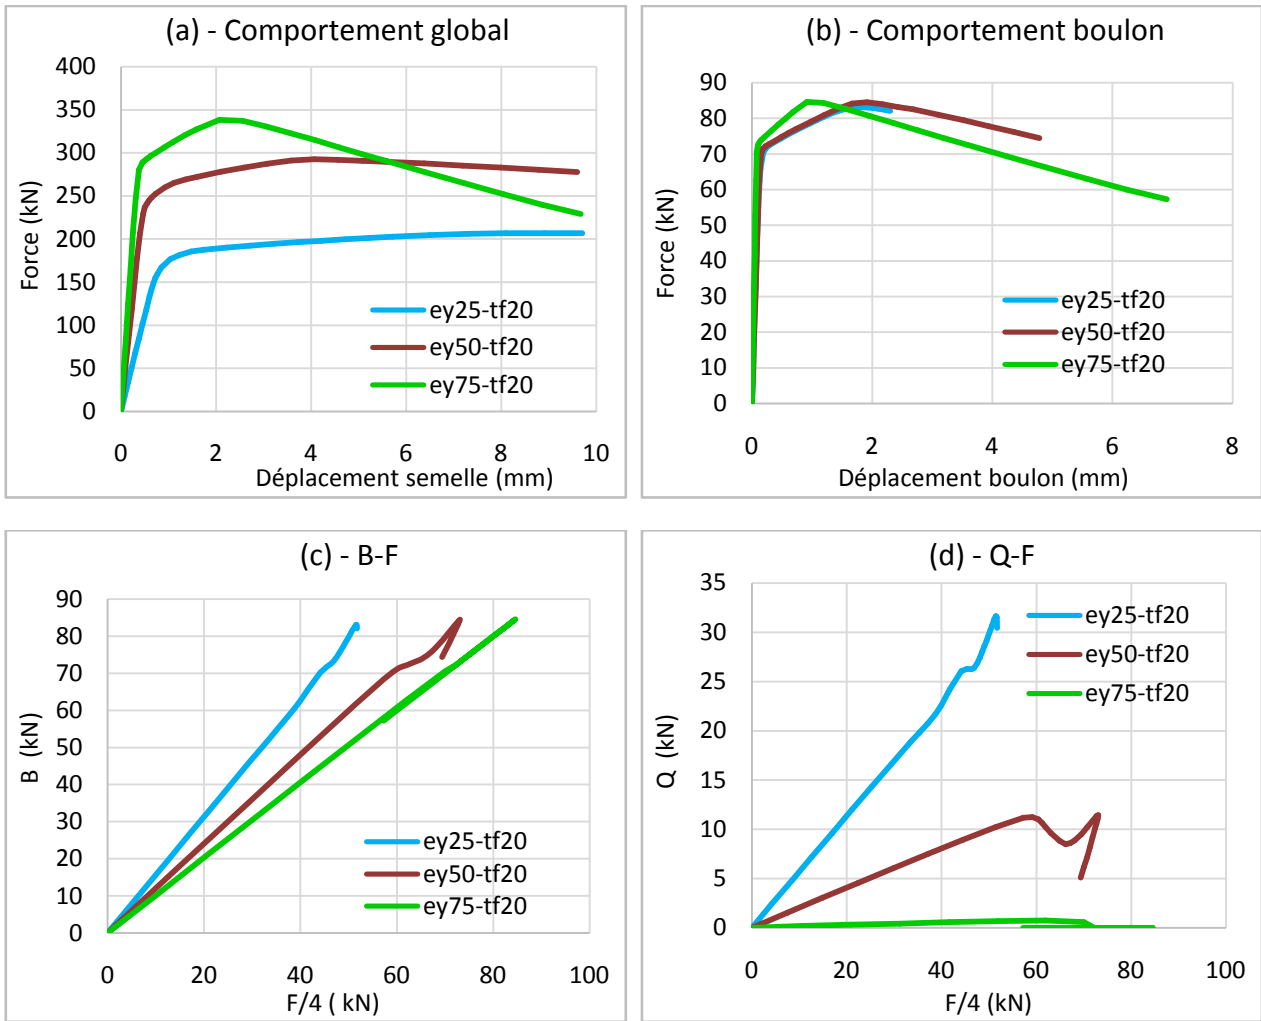 (a) - Comportement global
400
350
300
250
200
150
100
50
0
Force (kN)
0 2 4 6 8 10
Déplacement semelle (mm)
ey25-tf20
ey50-tf20
ey75-tf20
(b) - Comportement boulon
90
80
70
60
50
40
30
20
10
0
Force (kN)
0 2 4 6 8
Déplacement boulon (mm)
ey25-tf20
ey50-tf20
ey75-tf20
(c) - B-F
90
80
70
60
50
40
30
20
10
0
B (kN)
0 20 40 60 80 100
F/4 ( kN)
ey25-tf20
ey50-tf20
ey75-tf20
(d) - Q-F
35
30
25
20
15
10
5
0
Q (kN)
0 20 40 60 80 100
F/4 (kN)
ey25-tf20
ey50-tf20
ey75-tf20